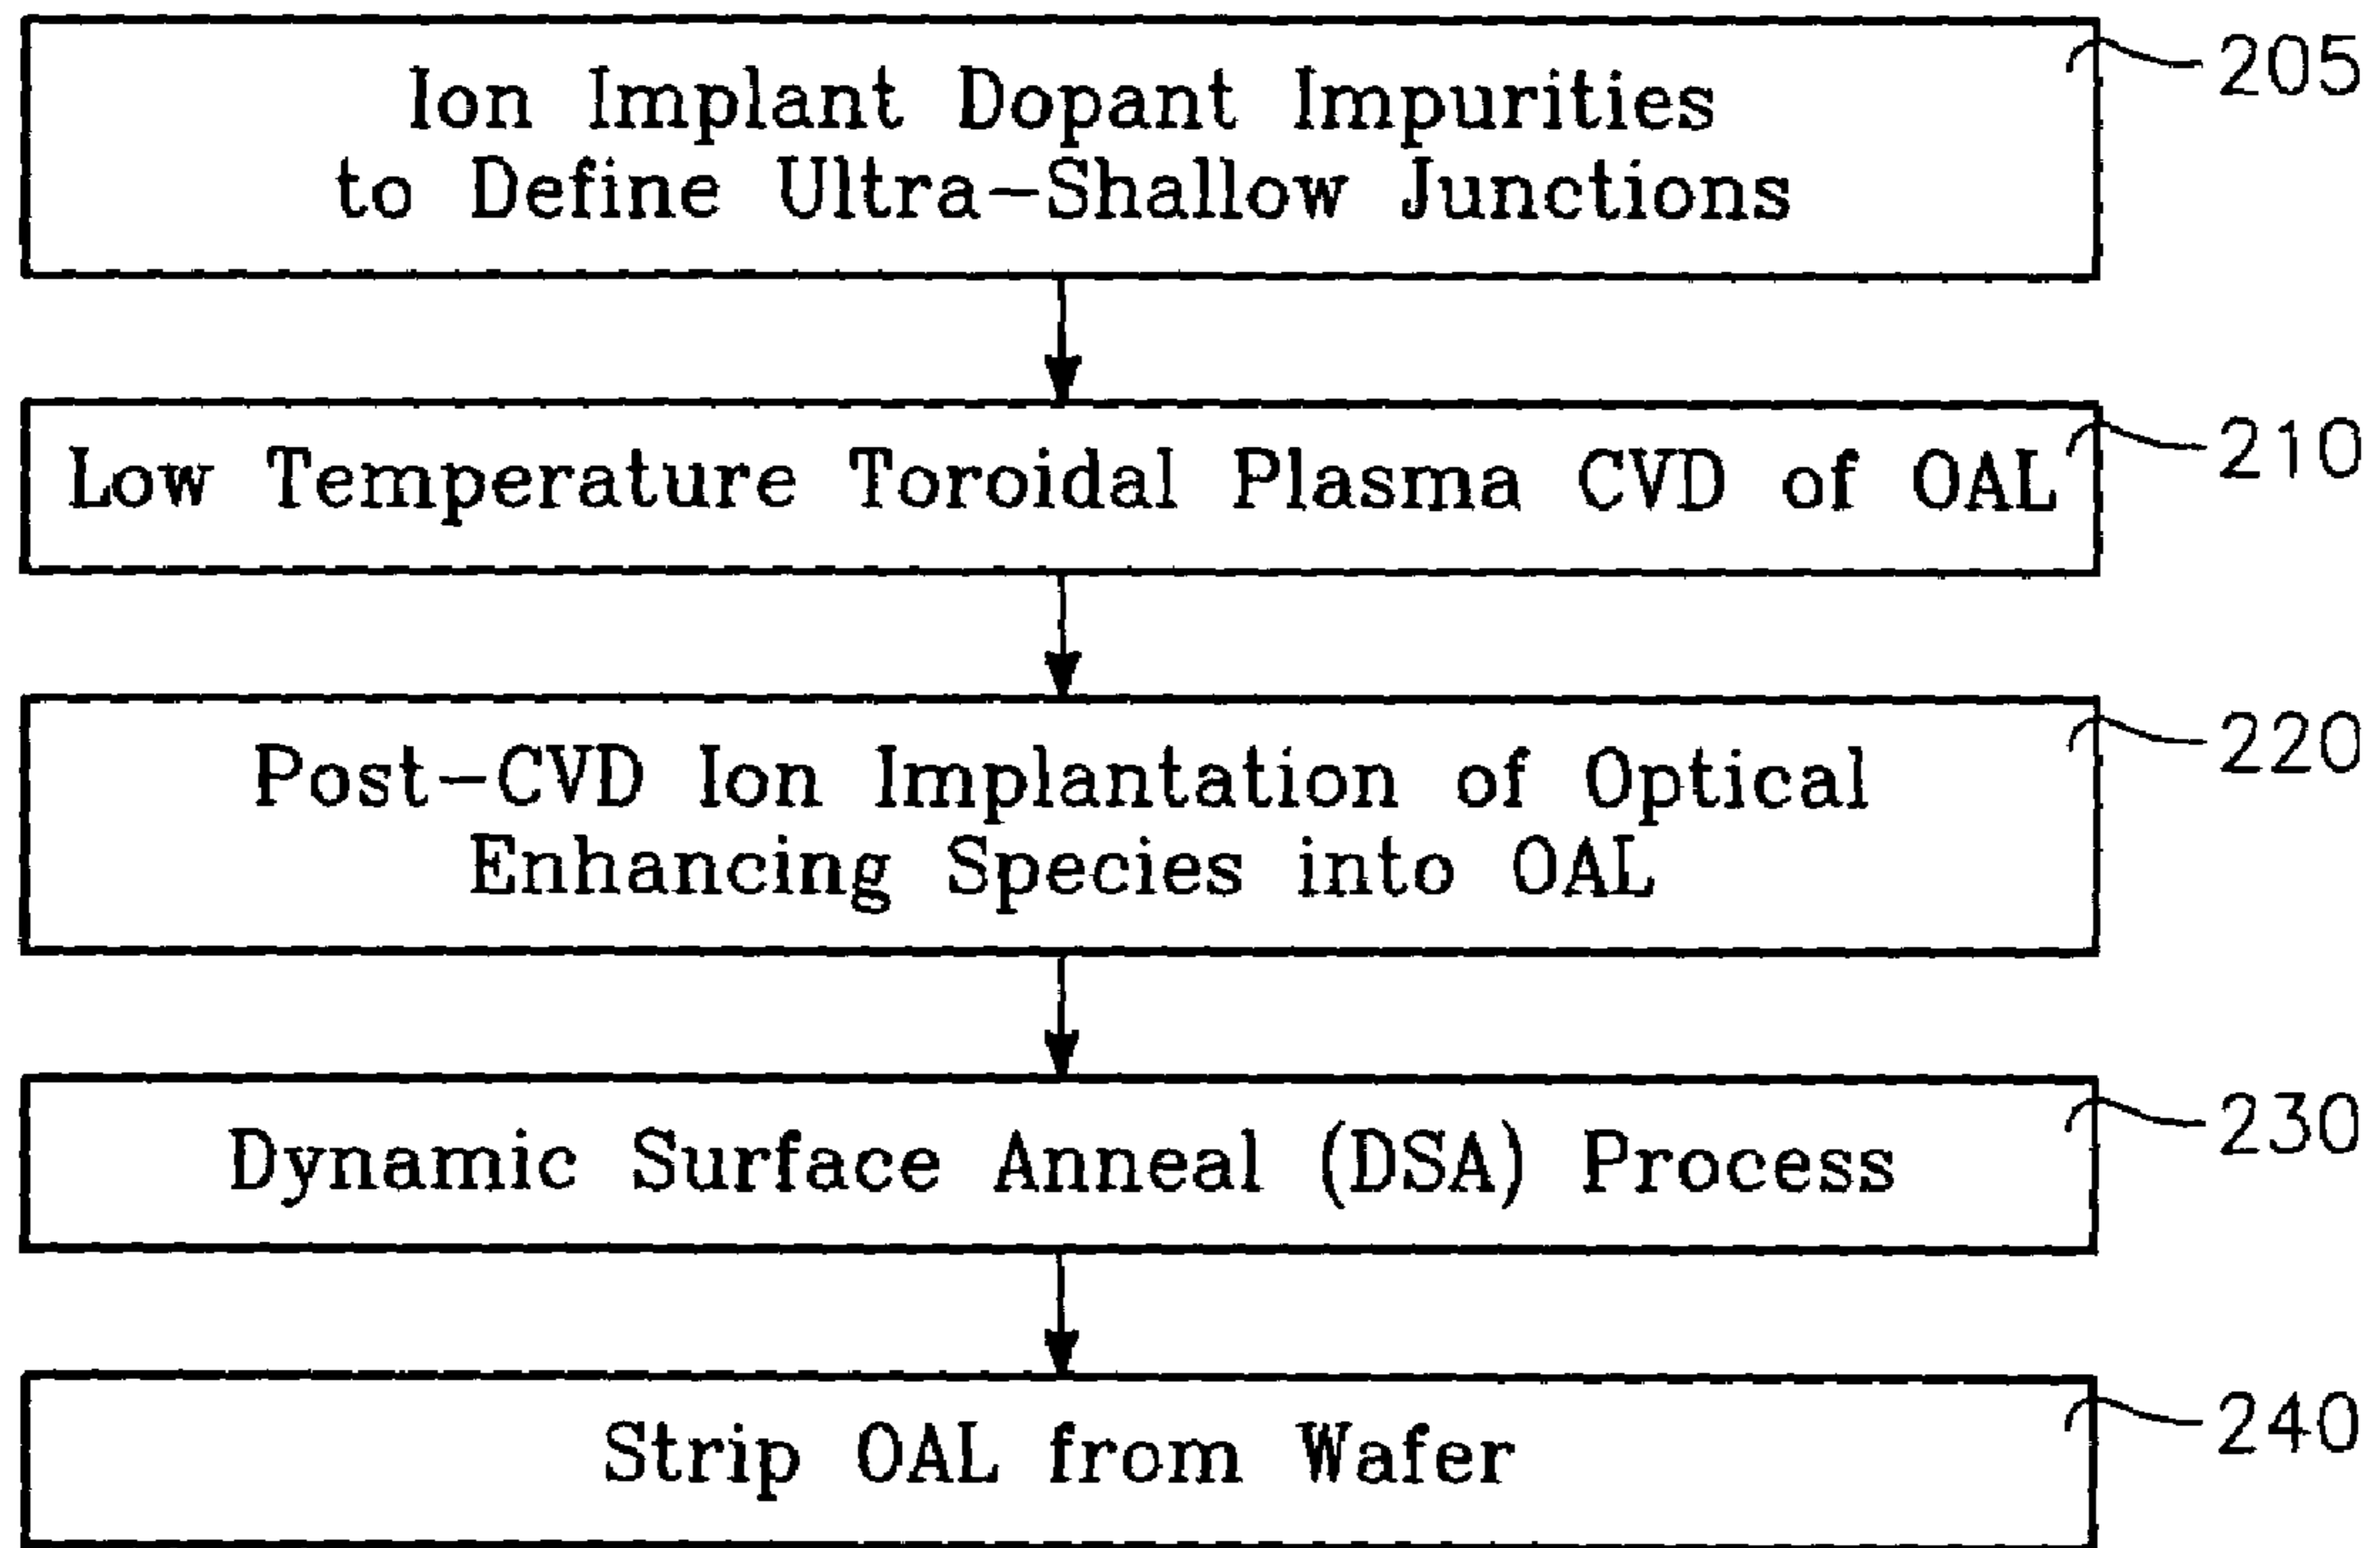 Ion Implant Dopant Impurities
to Define Ultra-Shallow Junctions
205
Low Temperature Toroidal Plasma CVD of OAL
210
Post-CVD Ion Implantation of Optical
Enhancing Species into OAL
220
Dynamic Surface Anneal (DSA) Process
230
Strip OAL from Wafer
240